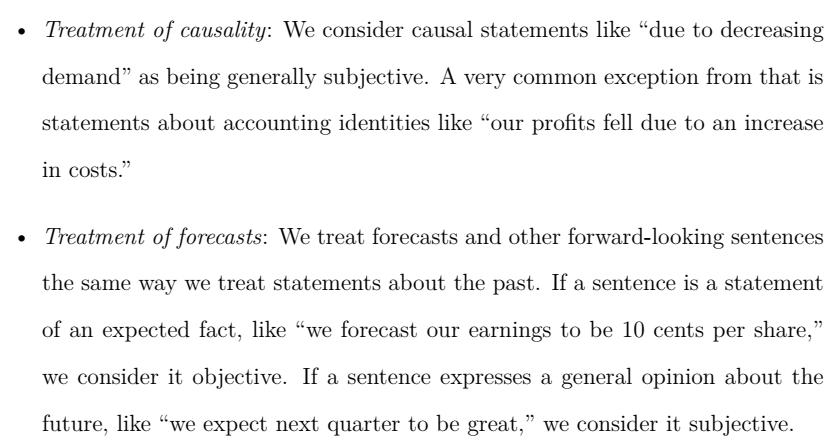 • Treatment of causality: We consider causal statements like “due to decreasing
demand” as being generally subjective. A very common exception from that is
statements about accounting identities like “our profits fell due to an increase
in costs.”
• Treatment of forecasts: We treat forecasts and other forward-looking sentences
the same way we treat statements about the past. If a sentence is a statement
of an expected fact, like “we forecast our earnings to be 10 cents per share,”
we consider it objective. If a sentence expresses a general opinion about the
future, like “we expect next quarter to be great,” we consider it subjective.